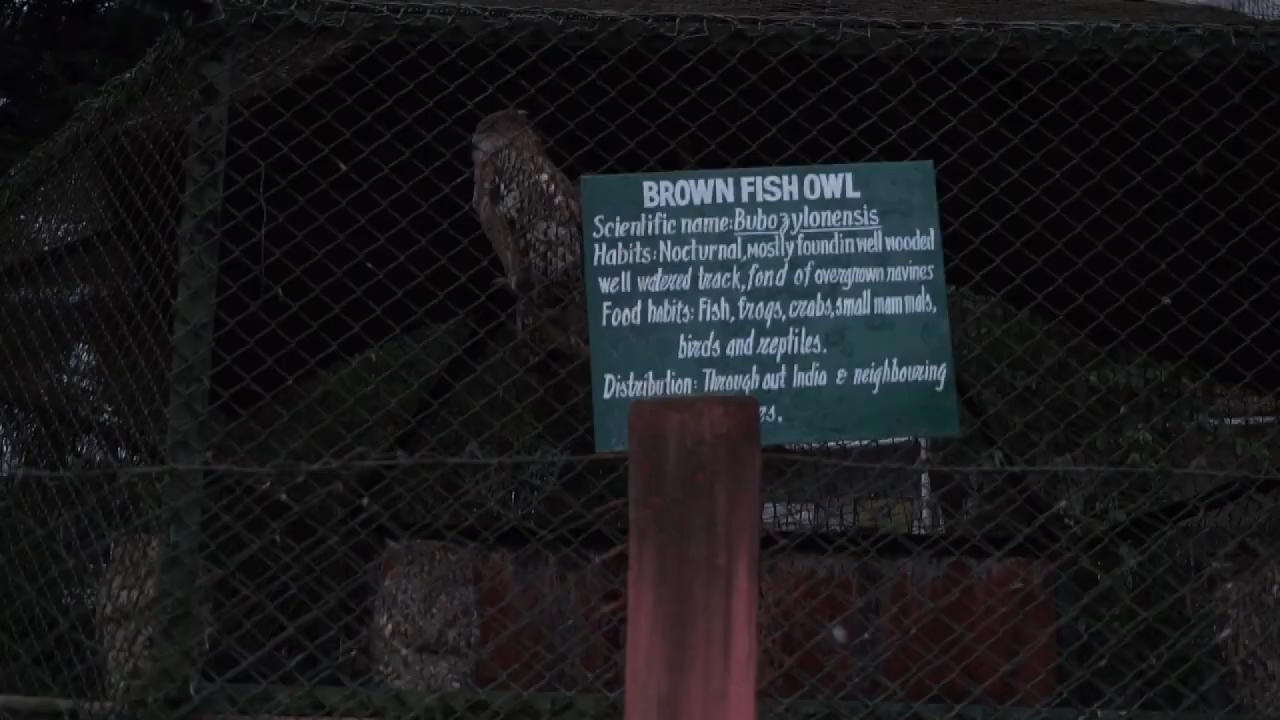 BROWN FISH OWL
Scientific name: Bubo zylonensis
Habits: Nocturnal, mostly found in well wooded
well watered track, fond of overgrown navines
Food habits: Fish, frogs, crabs, small mammals,
birds and reptiles.
Distribution: Through out India & neighbouring